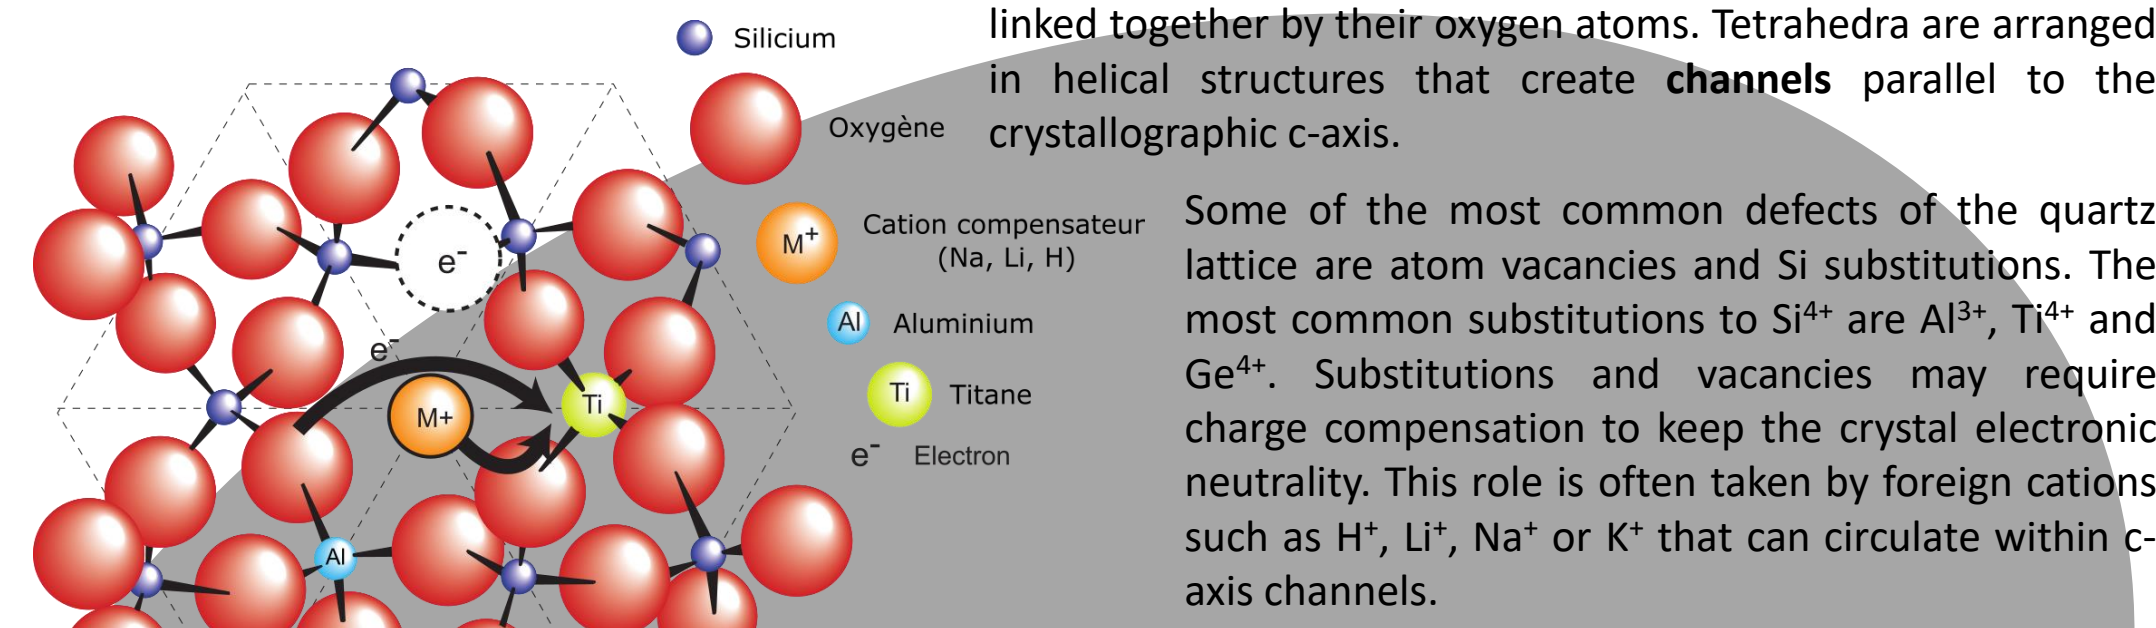 Silicium
Oxygène
Cation compensateur
(Na, Li, H)
M⁺
Al
Aluminium
Ti
Titane
e⁻
Electron
e⁻
e⁻
M+
Ti
Al
linked together by their oxygen atoms. Tetrahedra are arranged
in helical structures that create channels parallel to the
crystallographic c-axis.
Some of the most common defects of the quartz
lattice are atom vacancies and Si substitutions. The
most common substitutions to Si⁴⁺ are Al³⁺, Ti⁴⁺ and
Ge⁴⁺. Substitutions and vacancies may require
charge compensation to keep the crystal electronic
neutrality. This role is often taken by foreign cations
such as H⁺, Li⁺, Na⁺ or K⁺ that can circulate within c-
axis channels.